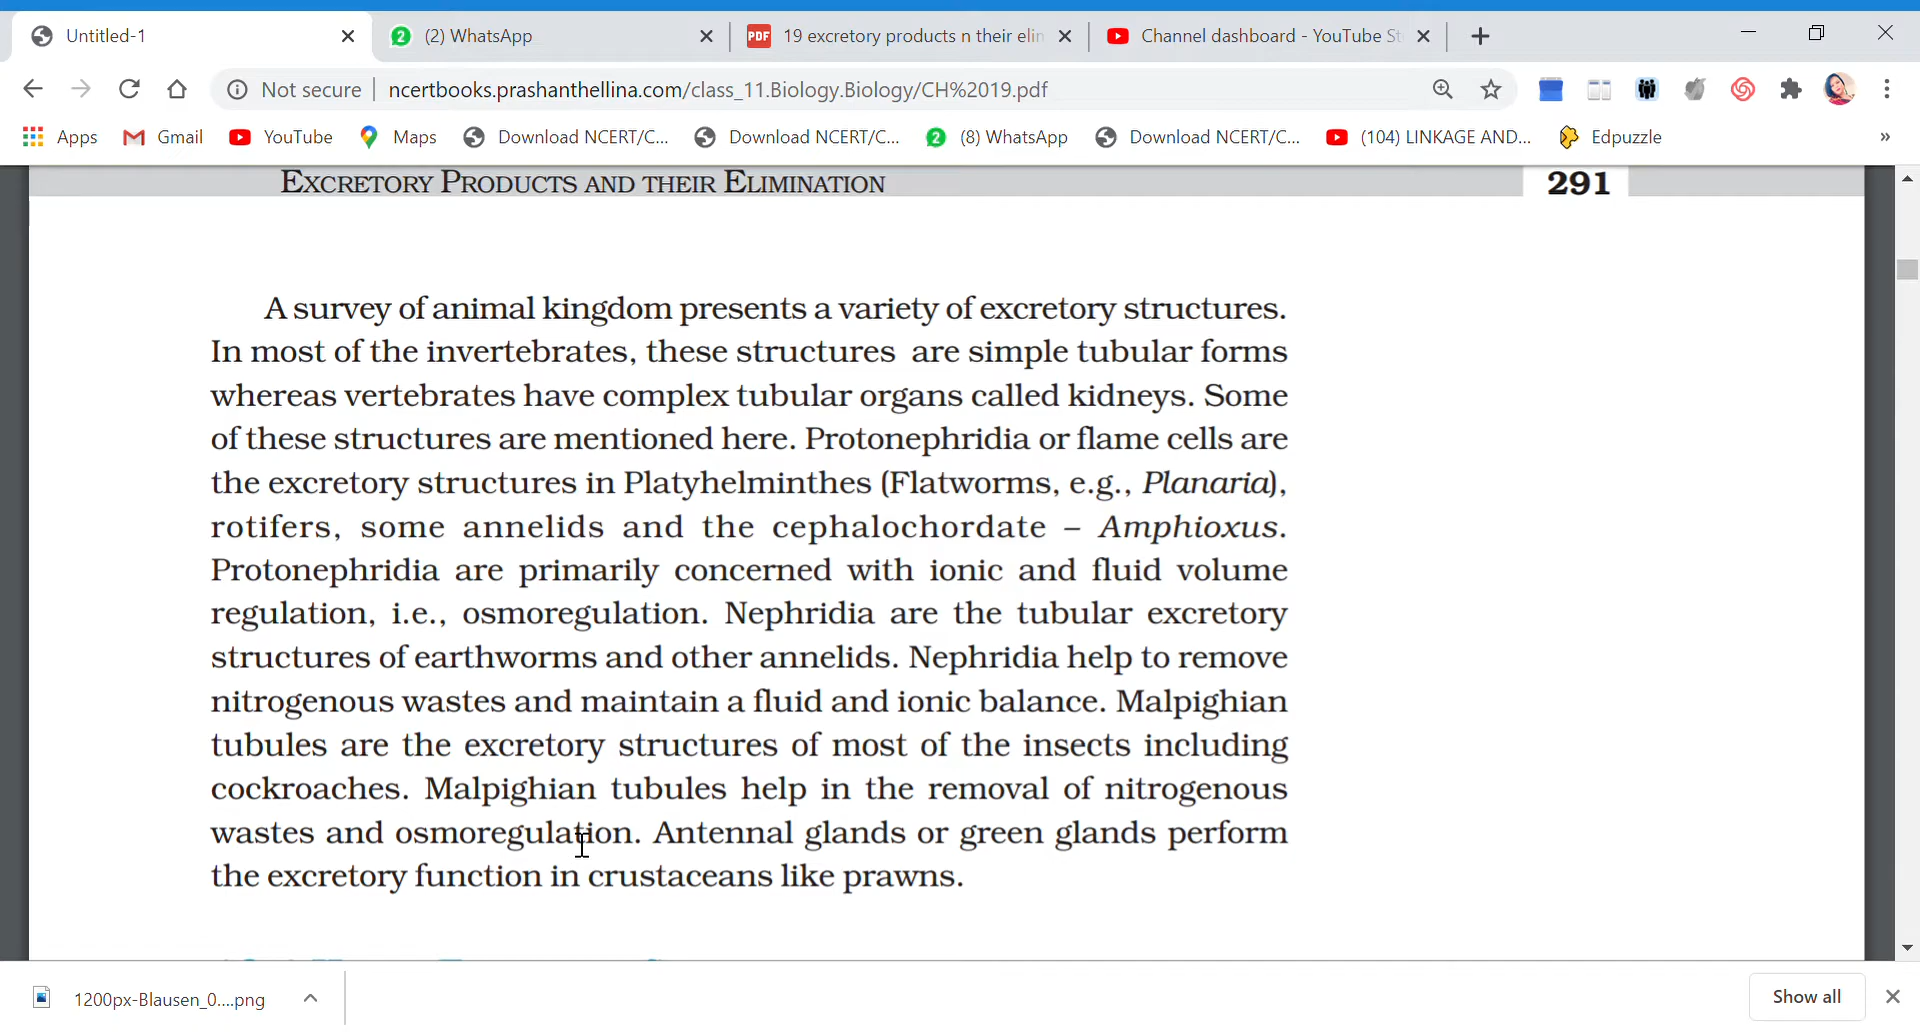 Untitled-1
2 (2) WhatsApp
PDF 19 excretory products n their elin
Channel dashboard - YouTube St
Not secure ncertbooks.prashanthellina.com/class_11.Biology.Biology/CH%2019.pdf
Apps Gmail YouTube Maps Download NCERT/C... Download NCERT/C... 2 (8) WhatsApp Download NCERT/C... (104) LINKAGE AND... Edpuzzle »
EXCRETORY PRODUCTS AND THEIR ELIMINATION 291
A survey of animal kingdom presents a variety of excretory structures.
In most of the invertebrates, these structures are simple tubular forms
whereas vertebrates have complex tubular organs called kidneys. Some
of these structures are mentioned here. Protonephridia or flame cells are
the excretory structures in Platyhelminthes (Flatworms, e.g., Planaria),
rotifers, some annelids and the cephalochordate – Amphioxus.
Protonephridia are primarily concerned with ionic and fluid volume
regulation, i.e., osmoregulation. Nephridia are the tubular excretory
structures of earthworms and other annelids. Nephridia help to remove
nitrogenous wastes and maintain a fluid and ionic balance. Malpighian
tubules are the excretory structures of most of the insects including
cockroaches. Malpighian tubules help in the removal of nitrogenous
wastes and osmoregulation. Antennal glands or green glands perform
the excretory function in crustaceans like prawns.
1200px-Blausen_0....png
Show all